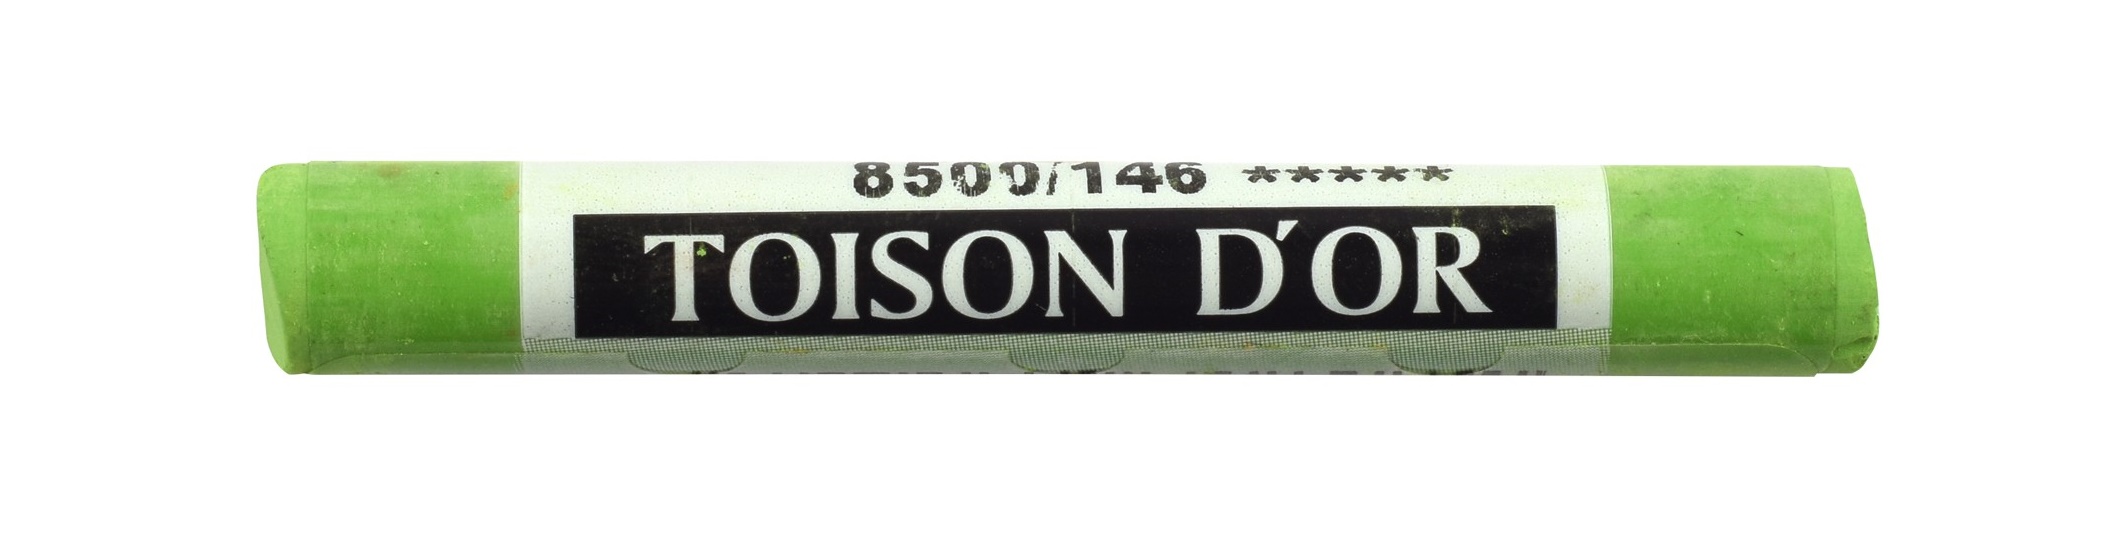 8500/146 *****
TOISON D'OR